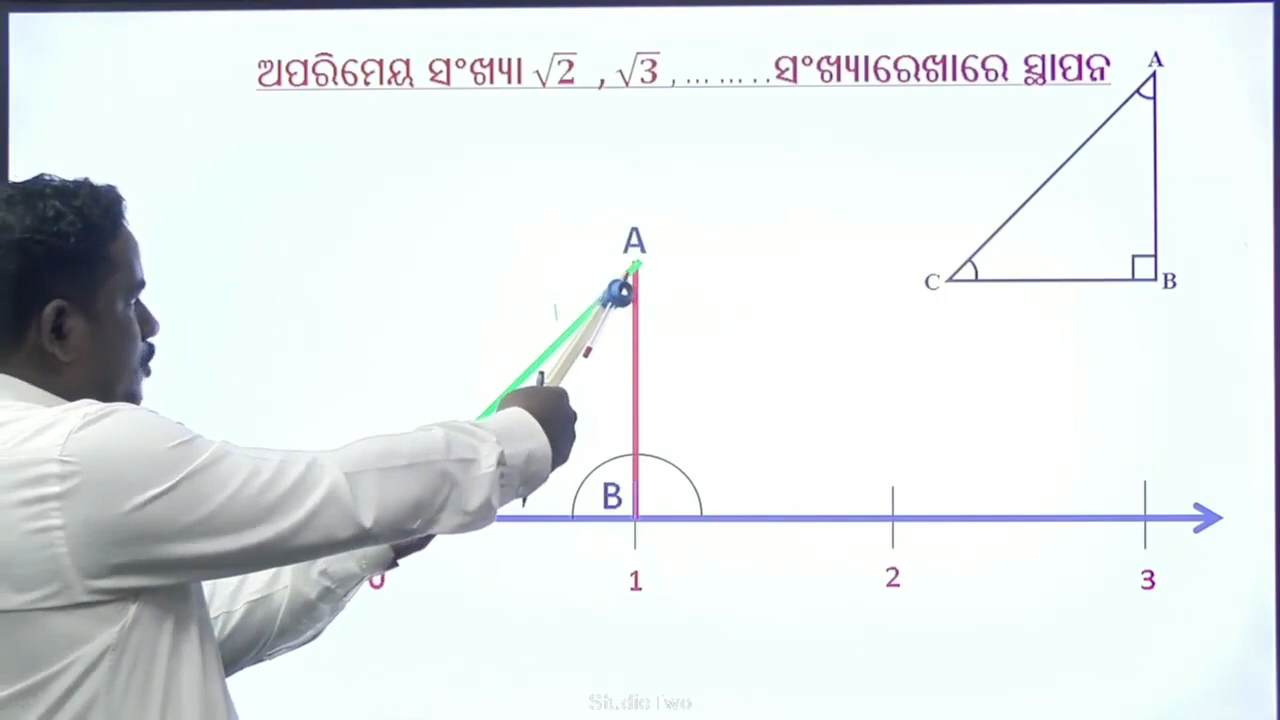 ଅପରିମେୟ ସଂଖ୍ୟା √2 , √3 , ... ... . . ସଂଖ୍ୟାରେଖାରେ ସ୍ଥାପନ
A
C B
A
B
0 1 2 3